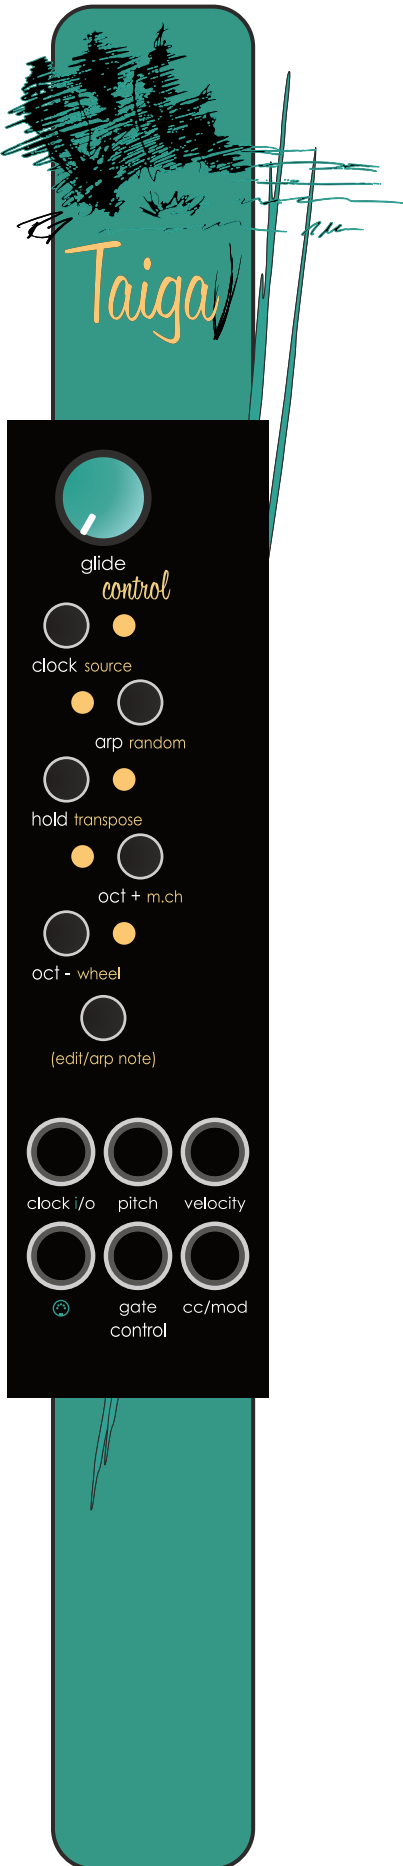 Taiga
glide
control
clock source
arp random
hold transpose
oct + m.ch
oct - wheel
(edit/arp note)
clock i/o pitch velocity
gate cc/mod
control